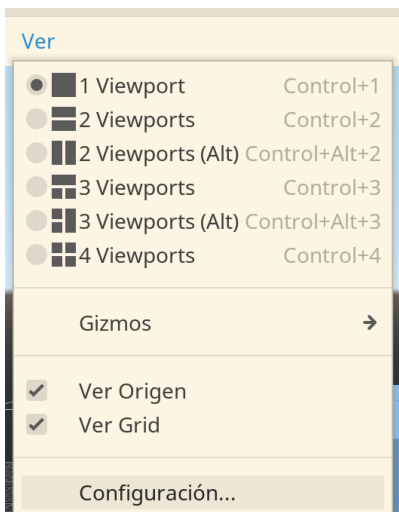 Ver
1 Viewport Control+1
2 Viewports Control+2
2 Viewports (Alt) Control+Alt+2
3 Viewports Control+3
3 Viewports (Alt) Control+Alt+3
4 Viewports Control+4
Gizmos
Ver Origen
Ver Grid
Configuración...